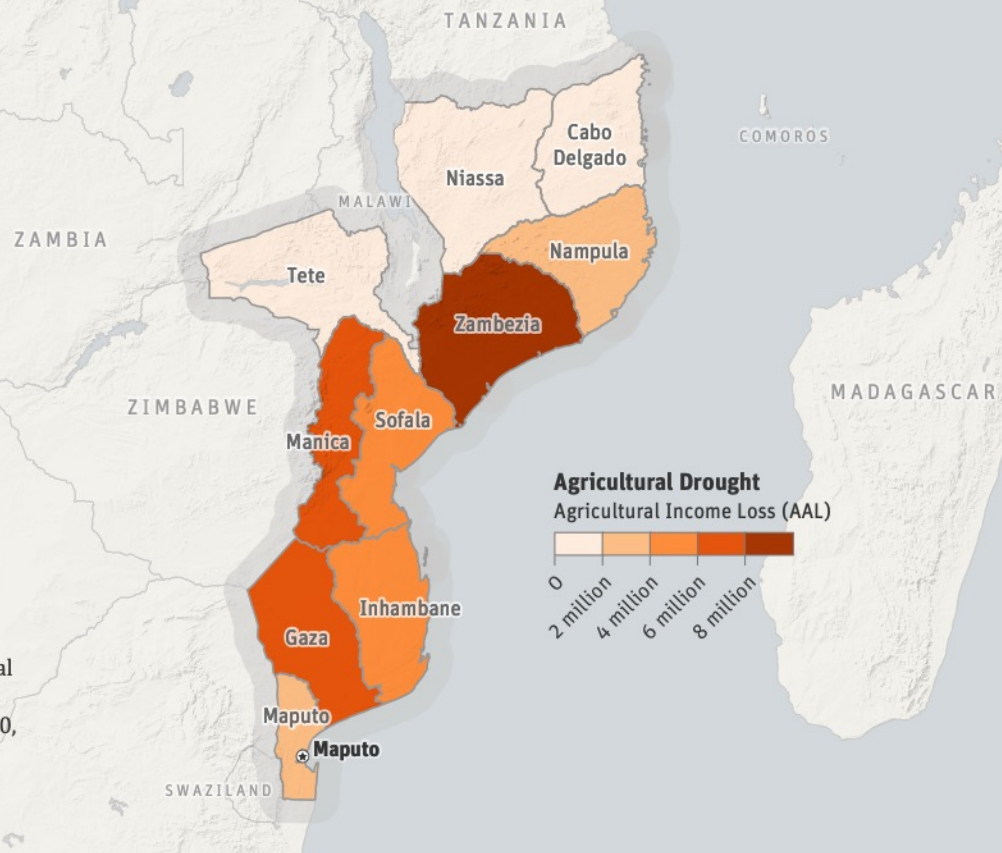 TANZANIA
Cabo
Delgado
COMOROS
Niassa
MALAWI
ZAMBIA
Nampula
Tete
Zambezia
MADAGASCAR
ZIMBABWE
Sofala
Manica
Agricultural Drought
Agricultural Income Loss (AAL)
0
2 million
4 million
6 million
8 million
Inhambane
Gaza
al
Maputo
0,
Maputo
SWAZILAND